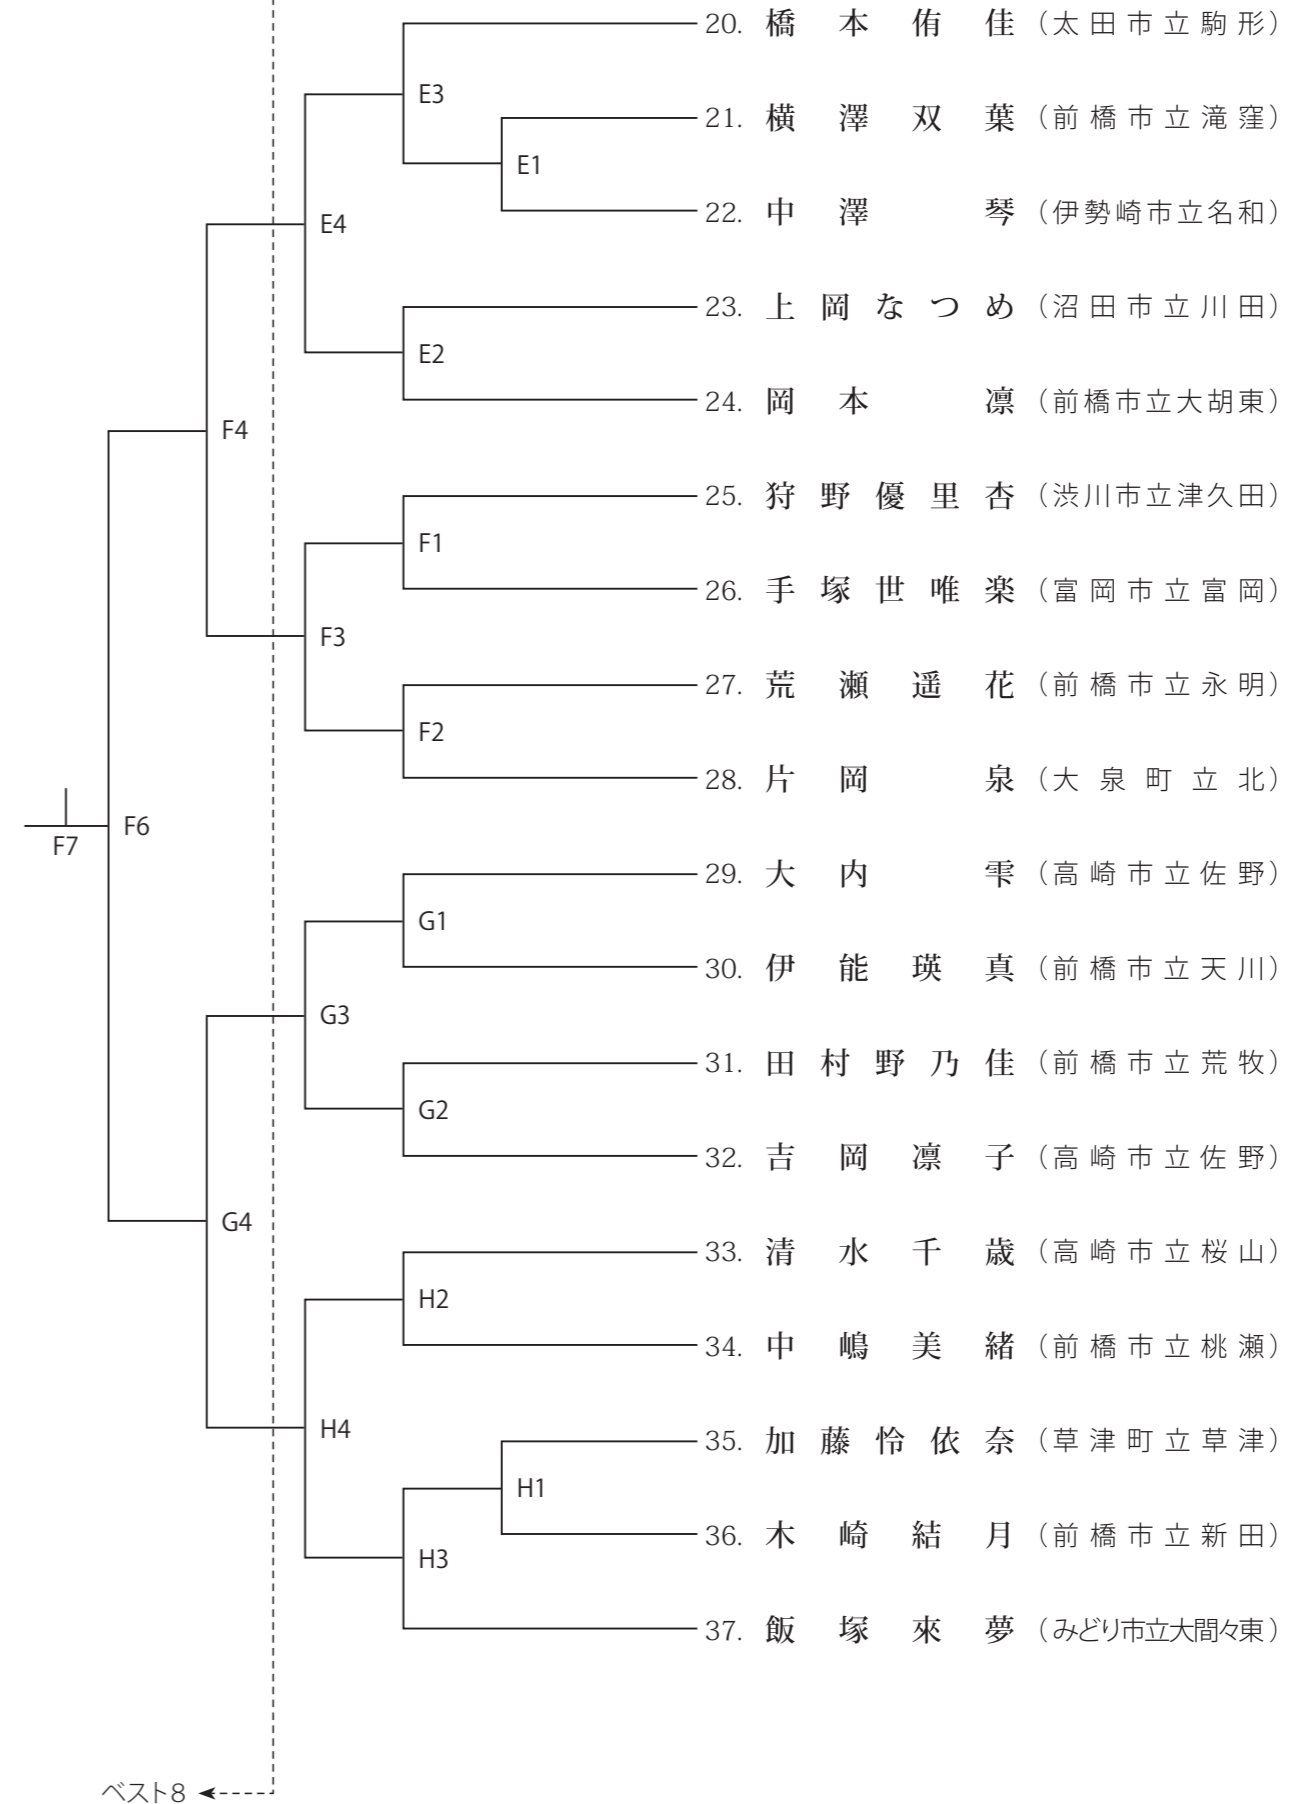 20. 橋本侑佳（太田市立駒形）
E3
21. 横澤双葉（前橋市立滝窪）
E1
22. 中澤琴（伊勢崎市立名和）
E4
23. 上岡なつめ（沼田市立川田）
E2
24. 岡本凛（前橋市立大胡東）
F4
25. 狩野優里杏（渋川市立津久田）
F1
26. 手塚世唯楽（富岡市立富岡）
F3
27. 荒瀬遥花（前橋市立永明）
F2
28. 片岡泉（大泉町立北）
F6
F7
29. 大内雫（高崎市立佐野）
G1
30. 伊能瑛真（前橋市立天川）
G3
31. 田村野乃佳（前橋市立荒牧）
G2
32. 吉岡凛子（高崎市立佐野）
G4
33. 清水千歳（高崎市立桜山）
H2
34. 中嶋美緒（前橋市立桃瀬）
H4
35. 加藤怜依奈（草津町立草津）
H1
36. 木崎結月（前橋市立新田）
H3
37. 飯塚來夢（みどり市立大間々東）
ベスト8